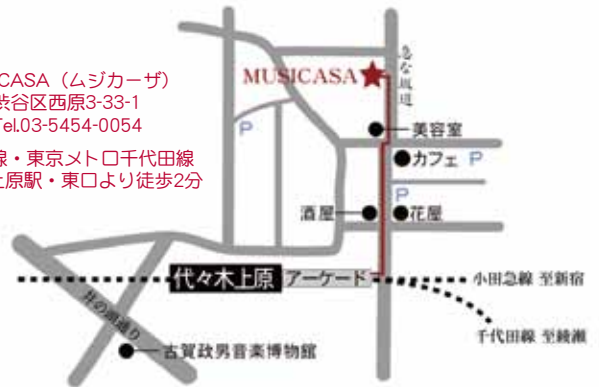 CASA（ムジカーザ）
渋谷区西原3-33-1
Tel.03-5454-0054
線・東京メトロ千代田線
上原駅・東口より徒歩2分
MUSICASA
急な坂道
P
美容室
カフェ P
P
酒屋
花屋
代々木上原 アーケード
小田急線 至新宿
井の頭通り
千代田線 至綾瀬
古賀政男音楽博物館